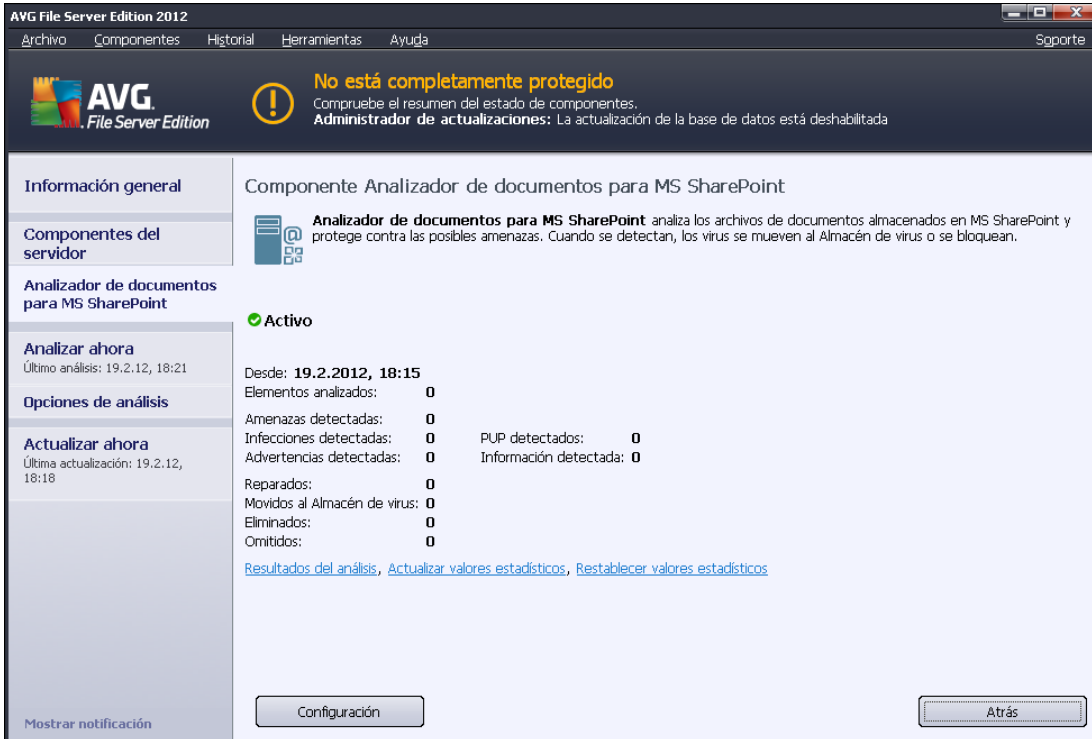 AVG File Server Edition 2012
Archivo Componentes Historial Herramientas Ayuda Soporte
AVG.
File Server Edition
No está completamente protegido
Compruebe el resumen del estado de componentes.
Administrador de actualizaciones: La actualización de la base de datos está deshabilitada
Información general
Componentes del
servidor
Analizador de documentos
para MS SharePoint
Analizar ahora
Último análisis: 19.2.12, 18:21
Opciones de análisis
Actualizar ahora
Última actualización: 19.2.12,
18:18
Mostrar notificación
Componente Analizador de documentos para MS SharePoint
Analizador de documentos para MS SharePoint analiza los archivos de documentos almacenados en MS SharePoint y
protege contra las posibles amenazas. Cuando se detectan, los virus se mueven al Almacén de virus o se bloquean.
Activo
Desde: 19.2.2012, 18:15
Elementos analizados: 0
Amenazas detectadas: 0
Infecciones detectadas: 0 PUP detectados: 0
Advertencias detectadas: 0 Información detectada: 0
Reparados: 0
Movidos al Almacén de virus: 0
Eliminados: 0
Omitidos: 0
Resultados del análisis, Actualizar valores estadísticos, Restablecer valores estadísticos
Configuración Atrás